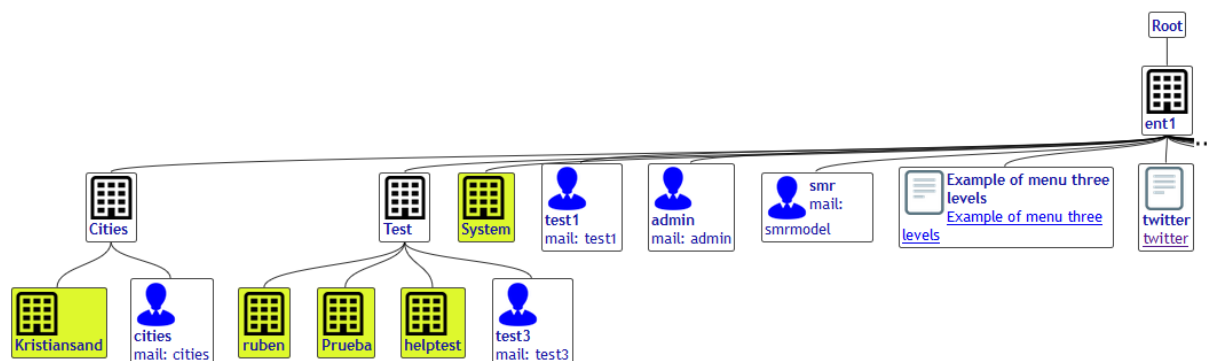 Root
ent1
...
Cities
Test
System
test1
mail: test1
admin
mail: admin
smr
mail:
smrmodel
Example of menu three
levels
Example of menu three
levels
twitter
twitter
Kristiansand
cities
mail: cities
ruben
Prueba
helptest
test3
mail: test3